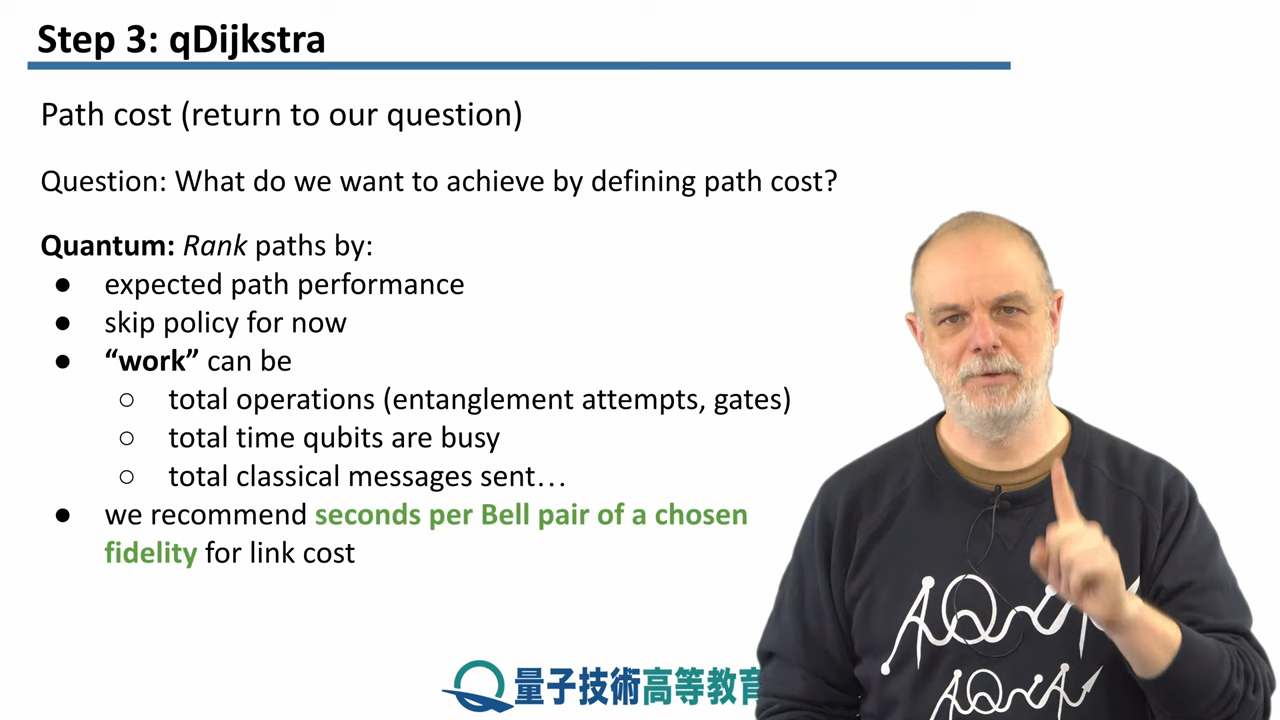 Step 3: qDijkstra
Path cost (return to our question)
Question: What do we want to achieve by defining path cost?
Quantum: Rank paths by:
● expected path performance
● skip policy for now
● “work” can be
○ total operations (entanglement attempts, gates)
○ total time qubits are busy
○ total classical messages sent…
● we recommend seconds per Bell pair of a chosen
fidelity for link cost
量子技術高等教育